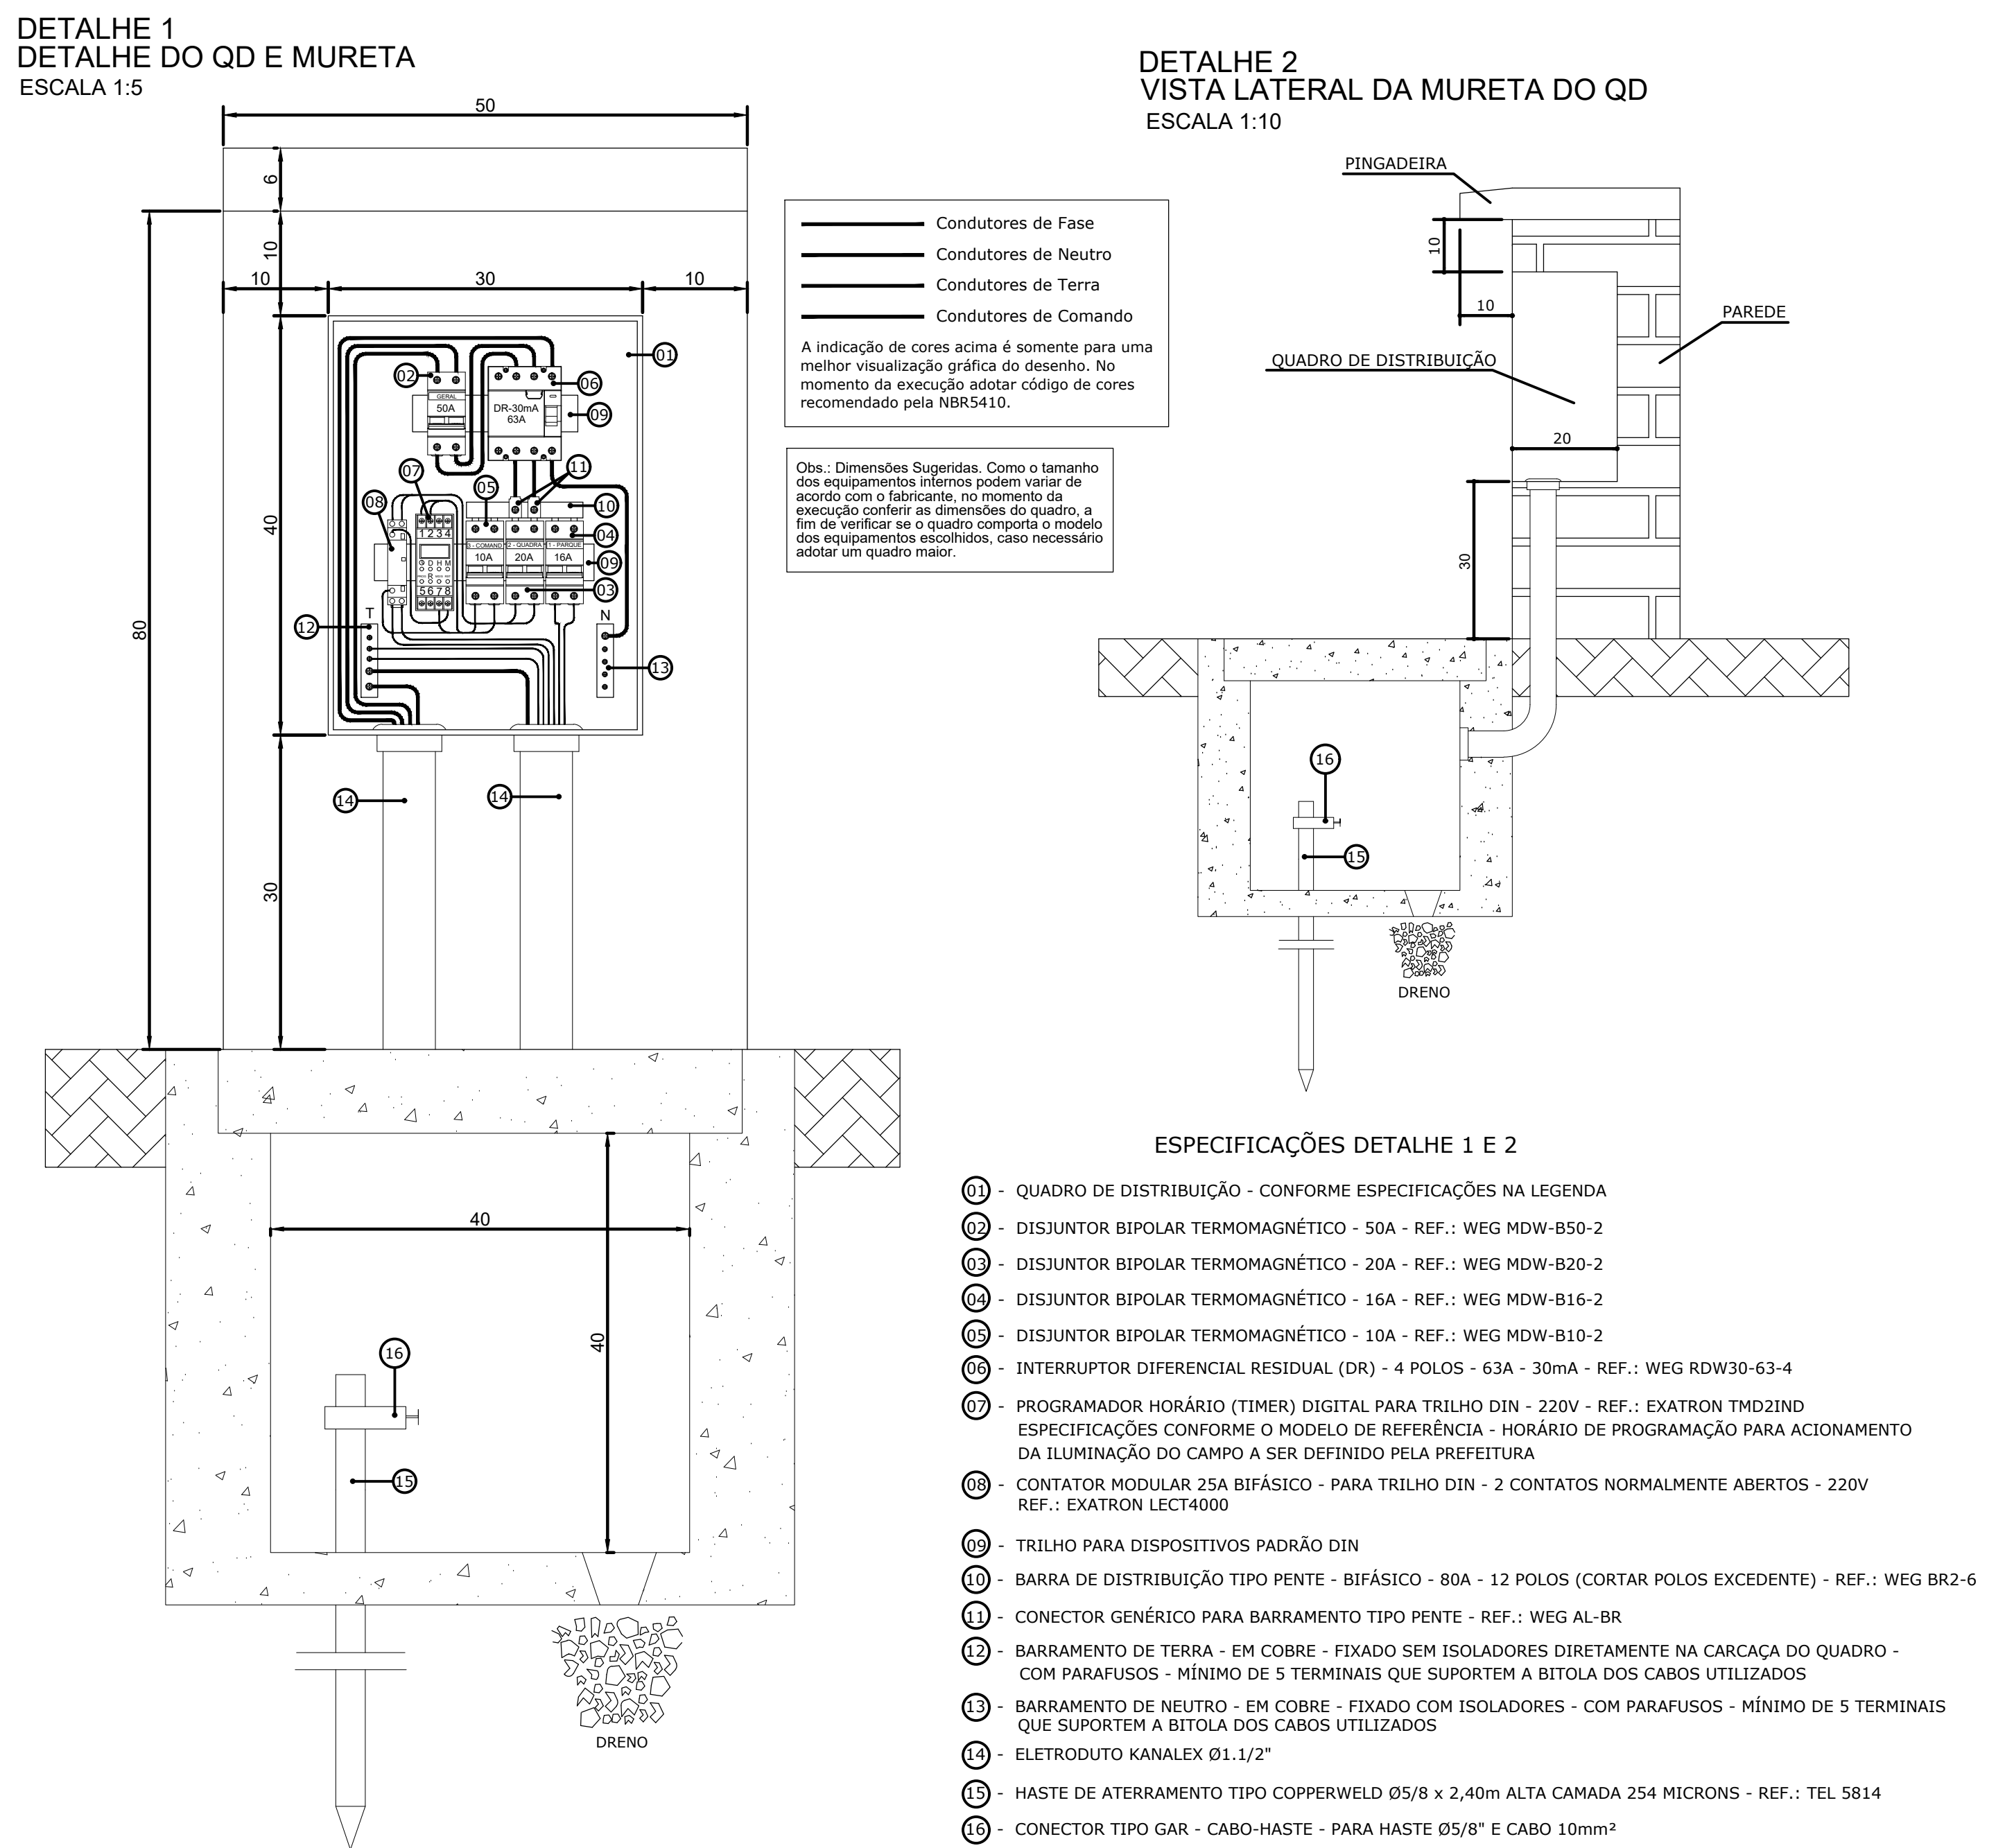 DETALHE 1
DETALHE DO QD E MURETA
ESCALA 1:5
50
6
10
10
30
10
80
40
30
01
02
GERAL
50A
DR-30mA
63A
06
09
07
11
05
08
10
1 2 3 4
3 - COMAND
2 - QUADRA
1 - PARQUE
04
10A
20A
16A
D H M
R
09
5 6 7 8
03
T
N
12
13
14
14
40
40
16
15
DRENO
Condutores de Fase
Condutores de Neutro
Condutores de Terra
Condutores de Comando
A indicação de cores acima é somente para uma
melhor visualização gráfica do desenho. No
momento da execução adotar código de cores
recomendado pela NBR5410.
Obs.: Dimensões Sugeridas. Como o tamanho
dos equipamentos internos podem variar de
acordo com o fabricante, no momento da
execução conferir as dimensões do quadro, a
fim de verificar se o quadro comporta o modelo
dos equipamentos escolhidos, caso necessário
adotar um quadro maior.
DETALHE 2
VISTA LATERAL DA MURETA DO QD
ESCALA 1:10
PINGADEIRA
10
10
PAREDE
QUADRO DE DISTRIBUIÇÃO
20
30
16
15
DRENO
ESPECIFICAÇÕES DETALHE 1 E 2
01 - QUADRO DE DISTRIBUIÇÃO - CONFORME ESPECIFICAÇÕES NA LEGENDA
02 - DISJUNTOR BIPOLAR TERMOMAGNÉTICO - 50A - REF.: WEG MDW-B50-2
03 - DISJUNTOR BIPOLAR TERMOMAGNÉTICO - 20A - REF.: WEG MDW-B20-2
04 - DISJUNTOR BIPOLAR TERMOMAGNÉTICO - 16A - REF.: WEG MDW-B16-2
05 - DISJUNTOR BIPOLAR TERMOMAGNÉTICO - 10A - REF.: WEG MDW-B10-2
06 - INTERRUPTOR DIFERENCIAL RESIDUAL (DR) - 4 POLOS - 63A - 30mA - REF.: WEG RDW30-63-4
07 - PROGRAMADOR HORÁRIO (TIMER) DIGITAL PARA TRILHO DIN - 220V - REF.: EXATRON TMD2IND
ESPECIFICAÇÕES CONFORME O MODELO DE REFERÊNCIA - HORÁRIO DE PROGRAMAÇÃO PARA ACIONAMENTO
DA ILUMINAÇÃO DO CAMPO A SER DEFINIDO PELA PREFEITURA
08 - CONTATOR MODULAR 25A BIFÁSICO - PARA TRILHO DIN - 2 CONTATOS NORMALMENTE ABERTOS - 220V
REF.: EXATRON LECT4000
09 - TRILHO PARA DISPOSITIVOS PADRÃO DIN
10 - BARRA DE DISTRIBUIÇÃO TIPO PENTE - BIFÁSICO - 80A - 12 POLOS (CORTAR POLOS EXCEDENTE) - REF.: WEG BR2-6
11 - CONECTOR GENÉRICO PARA BARRAMENTO TIPO PENTE - REF.: WEG AL-BR
12 - BARRAMENTO DE TERRA - EM COBRE - FIXADO SEM ISOLADORES DIRETAMENTE NA CARCAÇA DO QUADRO -
COM PARAFUSOS - MÍNIMO DE 5 TERMINAIS QUE SUPORTEM A BITOLA DOS CABOS UTILIZADOS
13 - BARRAMENTO DE NEUTRO - EM COBRE - FIXADO COM ISOLADORES - COM PARAFUSOS - MÍNIMO DE 5 TERMINAIS
QUE SUPORTEM A BITOLA DOS CABOS UTILIZADOS
14 - ELETRODUTO KANALEX Ø1.1/2"
15 - HASTE DE ATERRAMENTO TIPO COPPERWELD Ø5/8 x 2,40m ALTA CAMADA 254 MICRONS - REF.: TEL 5814
16 - CONECTOR TIPO GAR - CABO-HASTE - PARA HASTE Ø5/8" E CABO 10mm²